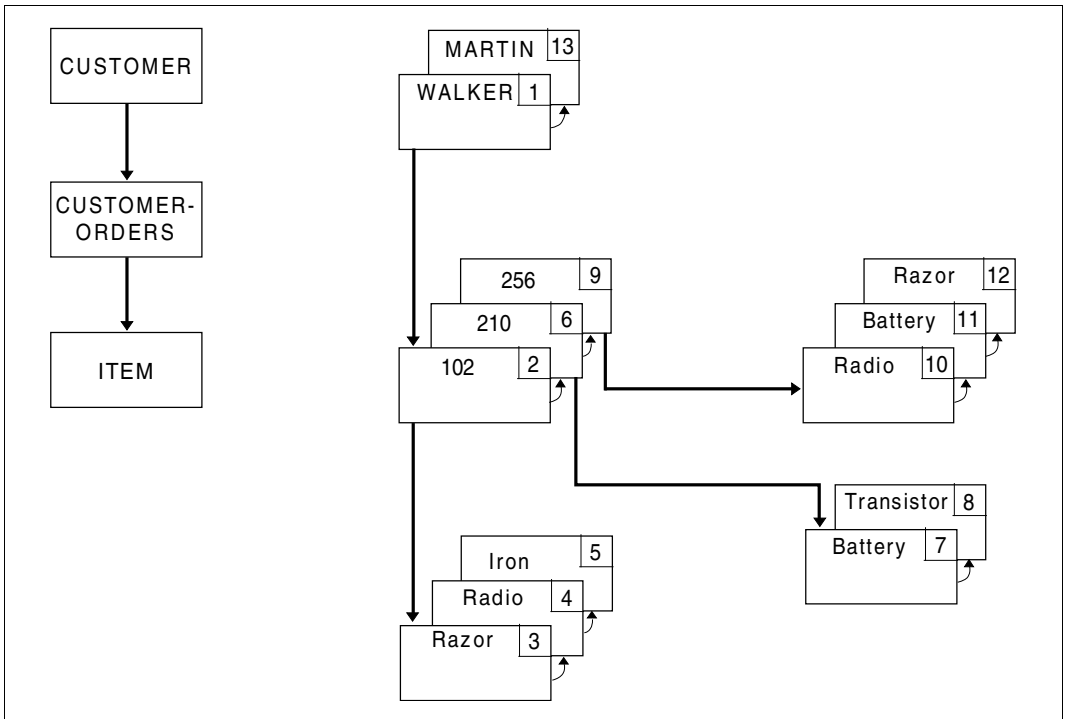 CUSTOMER
CUSTOMER-
ORDERS
ITEM
MARTIN 13
WALKER 1
256 9
210 6
102 2
Razor 12
Battery 11
Radio 10
Transistor 8
Battery 7
Iron 5
Radio 4
Razor 3